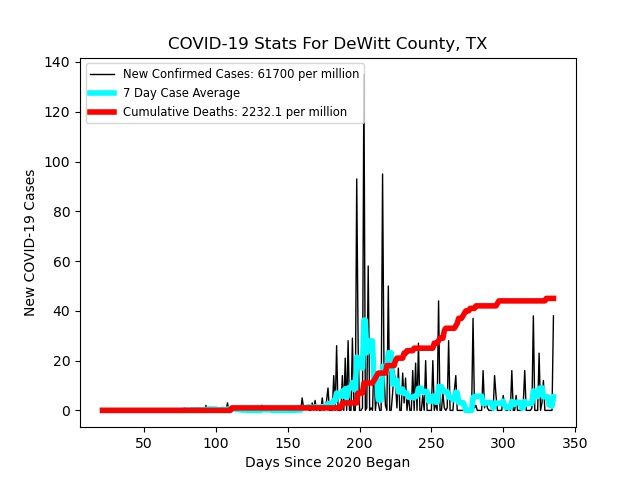 COVID-19 Stats For DeWitt County, TX
New Confirmed Cases: 61700 per million
7 Day Case Average
Cumulative Deaths: 2232.1 per million
New COVID-19 Cases
140
120
100
80
60
40
20
0
50
100
150
200
250
300
350
Days Since 2020 Began